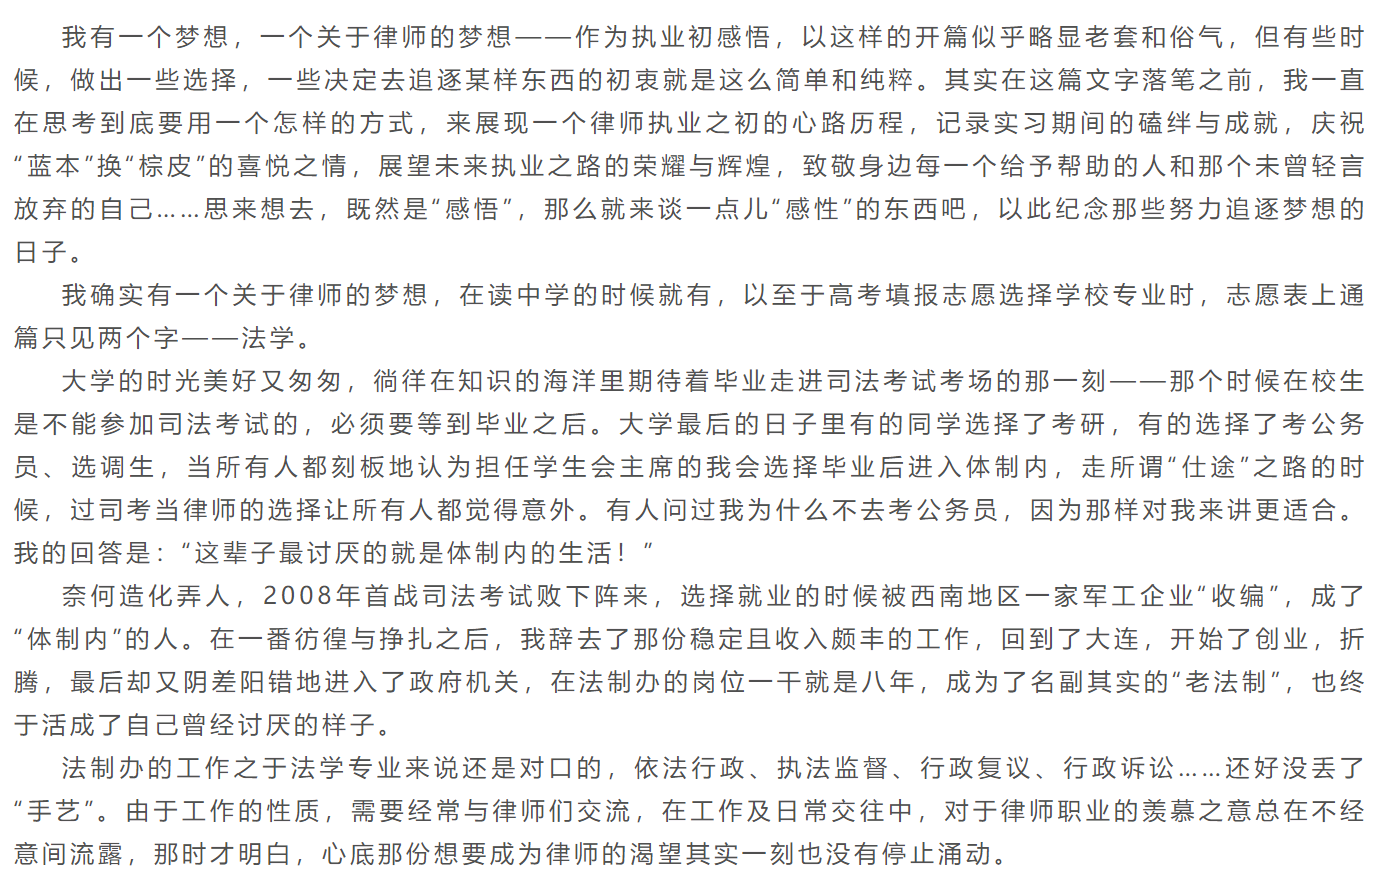 我有一个梦想，一个关于律师的梦想——作为执业初感悟，以这样的开篇似乎略显老套和俗气，但有些时
候，做出一些选择，一些决定去追逐某样东西的初衷就是这么简单和纯粹。其实在这篇文字落笔之前，我一直
在思考到底要用一个怎样的方式，来展现一个律师执业之初的心路历程，记录实习期间的磕绊与成就，庆祝
“蓝本”换“棕皮”的喜悦之情，展望未来执业之路的荣耀与辉煌，致敬身边每一个给予帮助的人和那个未曾轻言
放弃的自己……思来想去，既然是“感悟”，那么就来谈一点儿“感性”的东西吧，以此纪念那些努力追逐梦想的
日子。
我确实有一个关于律师的梦想，在读中学的时候就有，以至于高考填报志愿选择学校专业时，志愿表上通
篇只见两个字——法学。
大学的时光美好又匆匆，徜徉在知识的海洋里期待着毕业走进司法考试考场的那一刻——那个时候在校生
是不能参加司法考试的，必须要等到毕业之后。大学最后的日子里有的同学选择了考研，有的选择了考公务
员、选调生，当所有人都刻板地认为担任学生会主席的我会选择毕业后进入体制内，走所谓“仕途”之路的时
候，过司考当律师的选择让所有人都觉得意外。有人问过我为什么不去考公务员，因为那样对我来讲更适合。
我的回答是：“这辈子最讨厌的就是体制内的生活！”
奈何造化弄人，2008年首战司法考试败下阵来，选择就业的时候被西南地区一家军工企业“收编”，成了
“体制内”的人。在一番彷徨与挣扎之后，我辞去了那份稳定且收入颇丰的工作，回到了大连，开始了创业，折
腾，最后却又阴差阳错地进入了政府机关，在法制办的岗位一干就是八年，成为了名副其实的“老法制”，也终
于活成了自己曾经讨厌的样子。
法制办的工作之于法学专业来说还是对口的，依法行政、执法监督、行政复议、行政诉讼……还好没丢了
“手艺”。由于工作的性质，需要经常与律师们交流，在工作及日常交往中，对于律师职业的羡慕之意总在不经
意间流露，那时才明白，心底那份想要成为律师的渴望其实一刻也没有停止涌动。